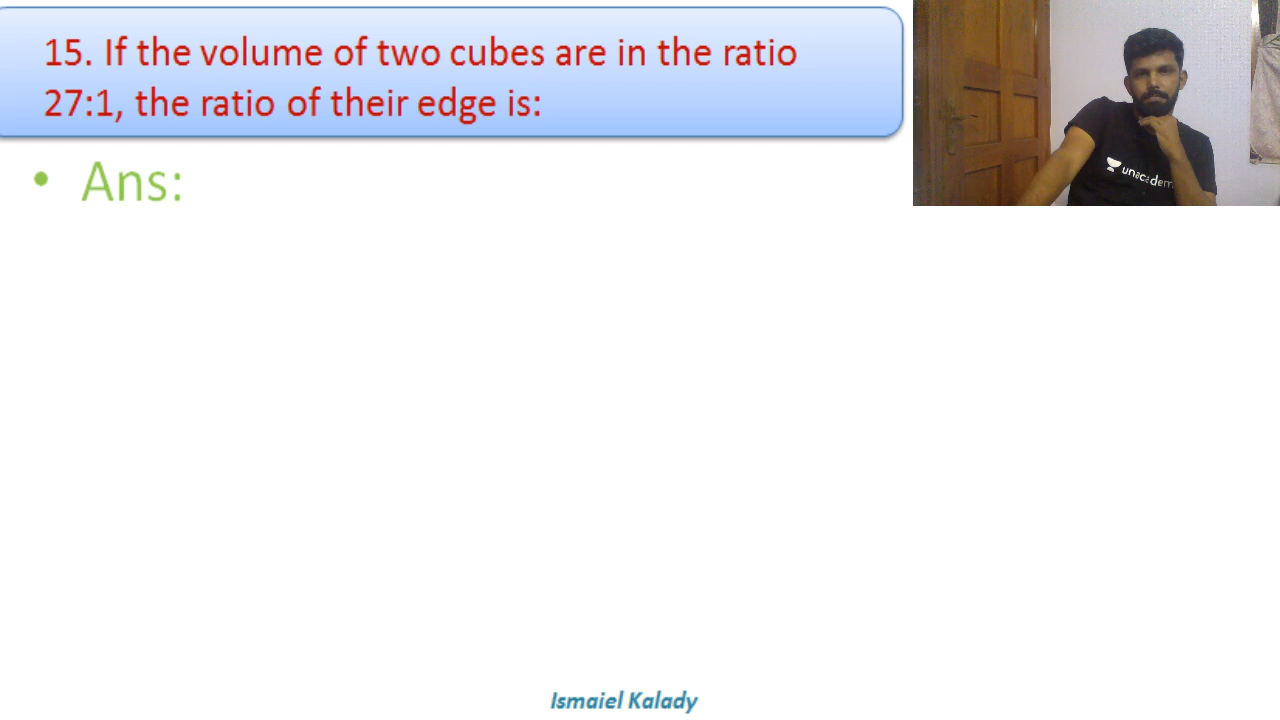 15. If the volume of two cubes are in the ratio
27:1, the ratio of their edge is:
• Ans:
unacadem
Ismaiel Kalady